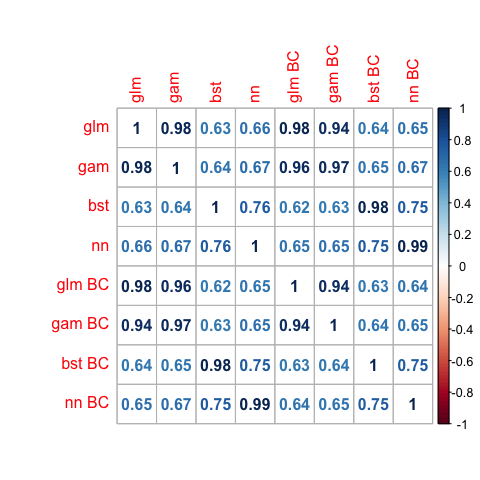 glm gam bst nn glm BC gam BC bst BC nn BC
glm 1 0.98 0.63 0.66 0.98 0.94 0.64 0.65
gam 0.98 1 0.64 0.67 0.96 0.97 0.65 0.67
bst 0.63 0.64 1 0.76 0.62 0.63 0.98 0.75
nn 0.66 0.67 0.76 1 0.65 0.65 0.75 0.99
glm BC 0.98 0.96 0.62 0.65 1 0.94 0.63 0.64
gam BC 0.94 0.97 0.63 0.65 0.94 1 0.64 0.65
bst BC 0.64 0.65 0.98 0.75 0.63 0.64 1 0.75
nn BC 0.65 0.67 0.75 0.99 0.64 0.65 0.75 1
1
0.8
0.6
0.4
0.2
0
-0.2
-0.4
-0.6
-0.8
-1